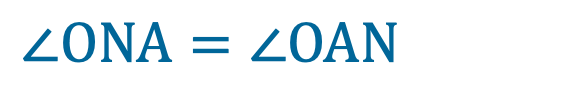 ∠ONA = ∠OAN